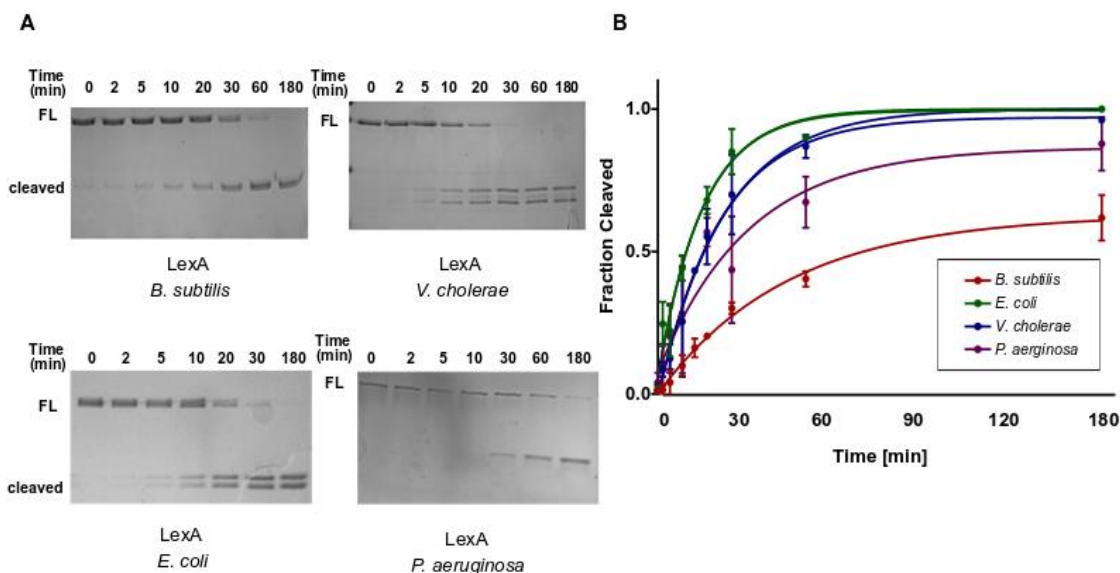 A
B
Time (min) 0 2 5 10 20 30 60 180
FL
cleaved
LexA
B. subtilis
Time (min) 0 2 5 10 20 30 60 180
FL
LexA
V. cholerae
Time (min) 0 2 5 10 20 30 180
FL
cleaved
LexA
E. coli
Time (min) 0 2 5 10 30 60 180
FL
LexA
P. aeruginosa
1.0
0.5
0.0
Fraction Cleaved
0 30 60 90 120 180
Time [min]
B. subtilis
E. coli
V. cholerae
P. aerginosa